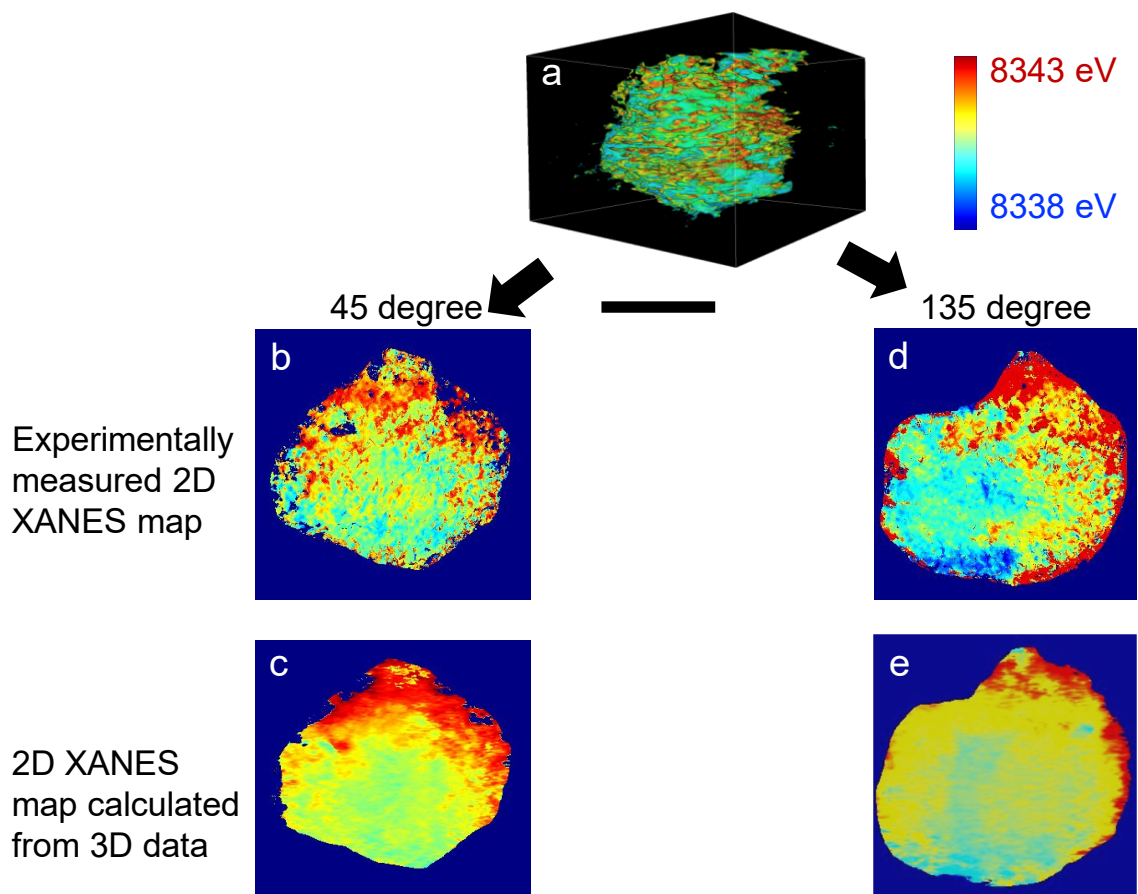 a
8343 eV
8338 eV
45 degree
135 degree
b
d
Experimentally
measured 2D
XANES map
c
e
2D XANES
map calculated
from 3D data